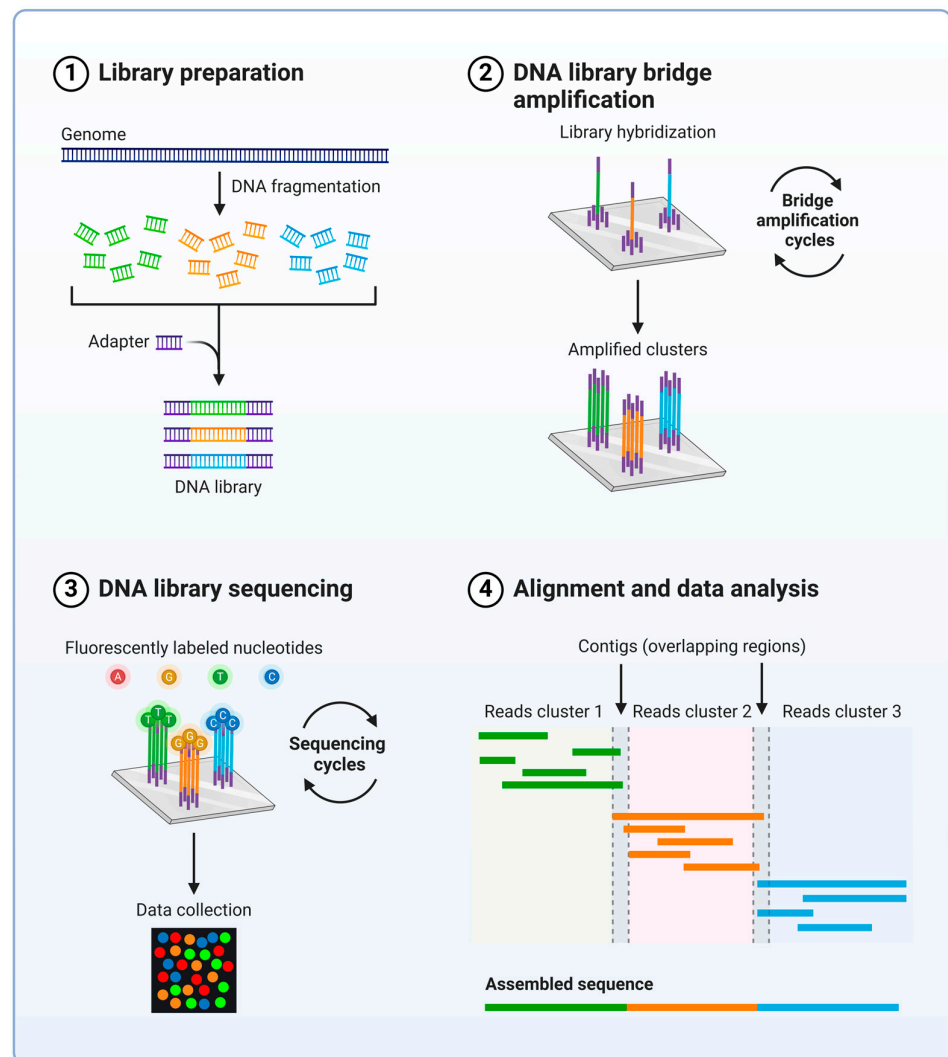 1 Library preparation
Genome
DNA fragmentation
Adapter
DNA library
2 DNA library bridge
amplification
Library hybridization
Bridge
amplification
cycles
Amplified clusters
3 DNA library sequencing
Fluorescently labeled nucleotides
A G T C
T T T
G G G
C C C
Sequencing
cycles
Data collection
4 Alignment and data analysis
Contigs (overlapping regions)
Reads cluster 1 Reads cluster 2 Reads cluster 3
Assembled sequence